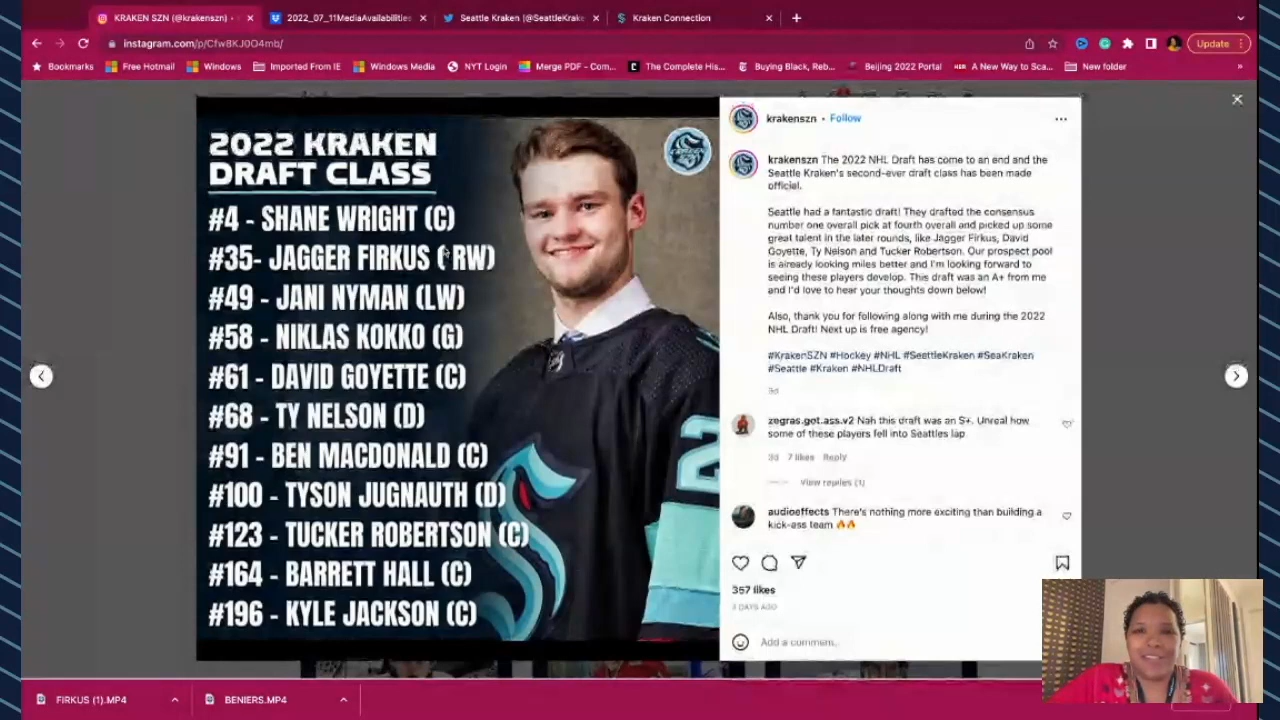 KRAKEN SZN (@krakenszn) •
2022_07_11MediaAvailabilities
Seattle Kraken (@SeattleKrake
Kraken Connection
instagram.com/p/CfwBKJ0O4mb/
Update
Bookmarks
Free Hotmail
Windows
Imported From IE
Windows Media
NYT Login
Merge PDF - Com...
The Complete His...
Buying Black, Reb...
Beijing 2022 Portal
A New Way to Sca...
New folder
»
2022 KRAKEN
DRAFT CLASS
#4 - SHANE WRIGHT (C)
#35- JAGGER FIRKUS ( RW)
#49 - JANI NYMAN (LW)
#58 - NIKLAS KOKKO (G)
#61 - DAVID GOYETTE (C)
#68 - TY NELSON (D)
#91 - BEN MACDONALD (C)
#100 - TYSON JUGNAUTH (D)
#123 - TUCKER ROBERTSON (C)
#164 - BARRETT HALL (C)
#196 - KYLE JACKSON (C)
2
krakenszn • Follow
krakenszn The 2022 NHL Draft has come to an end and the
Seattle Kraken's second-ever draft class has been made
official.
Seattle had a fantastic draft! They drafted the consensus
number one overall pick at fourth overall and picked up some
great talent in the later rounds, like Jagger Firkus, David
Goyette, Ty Nelson and Tucker Robertson. Our prospect pool
is already looking miles better and I'm looking forward to
seeing these players develop. This draft was an A+ from me
and I'd love to hear your thoughts down below!
Also, thank you for following along with me during the 2022
NHL Draft! Next up is free agency!
#KrakenSZN #Hockey #NHL #SeattleKraken #SeaKraken
#Seattle #Kraken #NHLDraft
3d
zegras.got.ass.v2 Nah this draft was an S+. Unreal how
some of these players fell into Seattles lap
3d 7 likes Reply
View replies (1)
audioeffects There's nothing more exciting than building a
kick-ass team 🔥🔥
357 likes
3 DAYS AGO
Add a comment...
FIRKUS (1).MP4
BENIERS.MP4